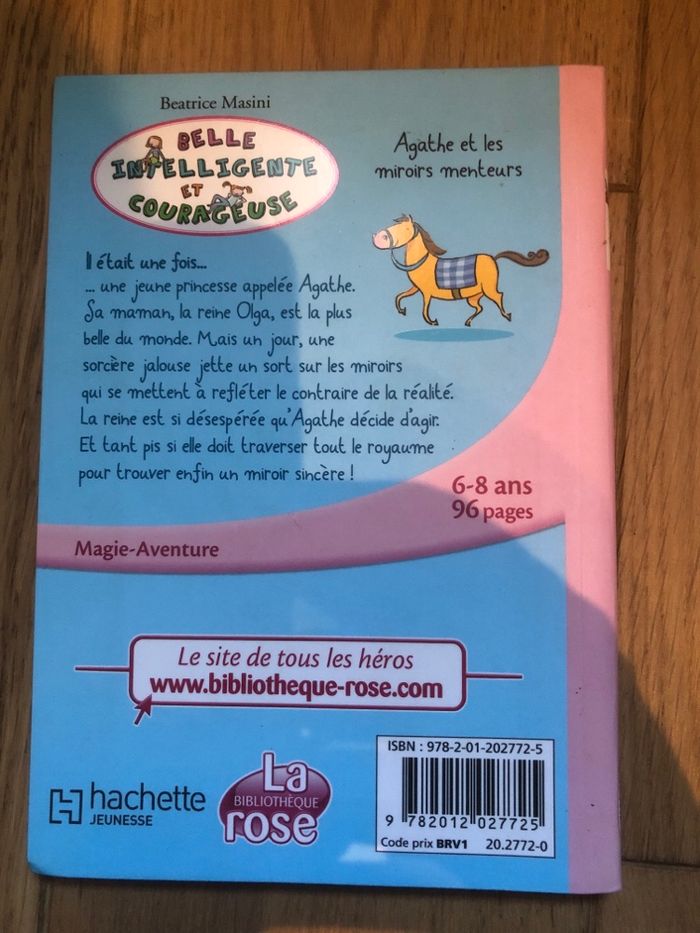 Beatrice Masini
BELLE
INTELLIGENTE
ET
COURAGEUSE
Agathe et les
miroirs menteurs
Il était une fois...
... une jeune princesse appelée Agathe.
Sa maman, la reine Olga, est la plus
belle du monde. Mais un jour, une
sorcière jalouse jette un sort sur les miroirs
qui se mettent à refléter le contraire de la réalité.
La reine est si désespérée qu'Agathe décide d'agir.
Et tant pis si elle doit traverser tout le royaume
pour trouver enfin un miroir sincère !
6-8 ans
96 pages
Magie-Aventure
Le site de tous les héros
www.bibliotheque-rose.com
hachette
JEUNESSE
La
BIBLIOTHÈQUE
rose
ISBN : 978-2-01-202772-5
9 782012 027725
Code prix BRV1 20.2772-0